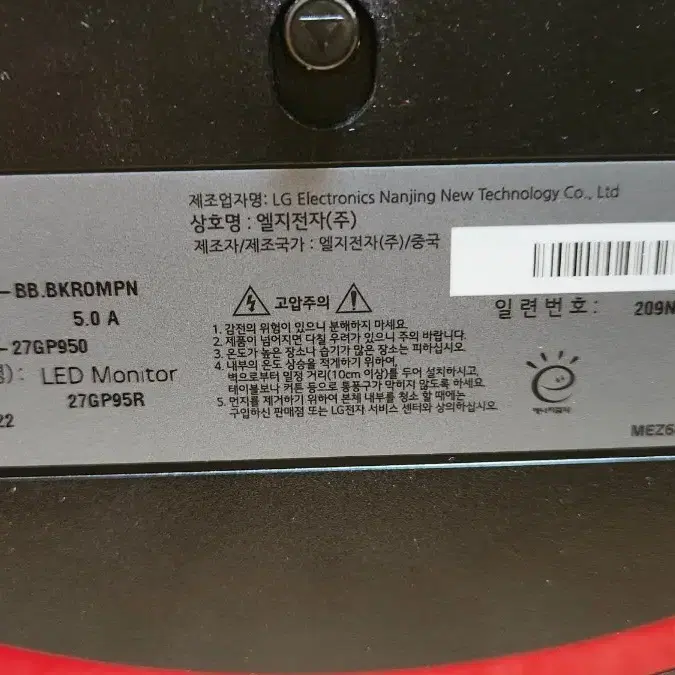 제조업자명: LG Electronics Nanjing New Technology Co., Ltd
상호명 : 엘지전자(주)
제조자/제조국가 : 엘지전자(주)/중국
-BB.BKROMPN
5.0 A
-27GP950
): LED Monitor
27GP95R
22
고압주의
1. 감전의 위험이 있으니 분해하지 마세요.
2. 제품이 넘어지면 다칠 우려가 있으니 주의 바랍니다.
3. 온도가 높은 장소나 습기가 많은 장소는 피하십시오.
4. 내부의 온도 상승을 적게하기 위하여
벽으로부터 일정 거리(10cm 이상)를 두어 설치하시고,
테이블보나 커튼 등으로 통풍구가 막히지 않도록 하세요.
5. 먼지를 제거하기 위하여 본체 내부를 청소 할 때에는
구입하신 판매점 또는 LG전자 서비스 센터와 상의하십시오.
일련번호: 209N
에너지절약
MEZ6